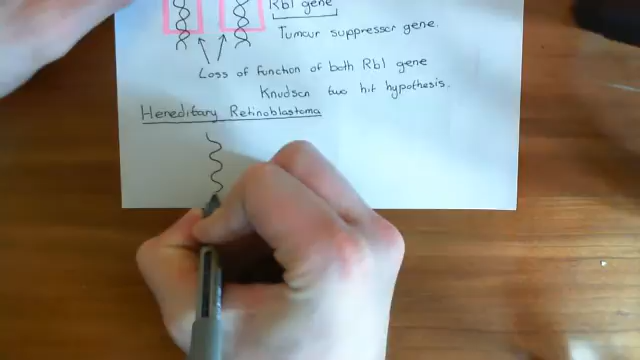 Rb1 gene
Tumour suppressor gene.
Loss of function of both Rb1 gene
Knudson two hit hypothesis.
Hereditary Retinoblastoma